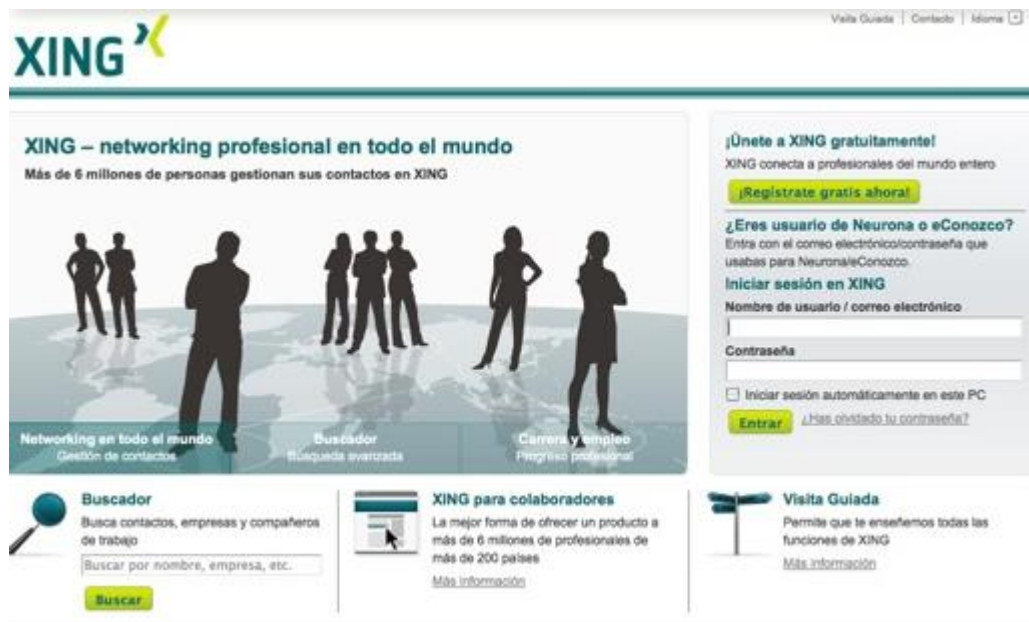 Visita Guiada | Contacto | Idioma
XING
XING – networking profesional en todo el mundo
Más de 6 millones de personas gestionan sus contactos en XING
Networking en todo el mundo
Gestión de contactos
Buscador
Búsqueda avanzada
Carrera y empleo
Progreso profesional
¡Únete a XING gratuitamente!
XING conecta a profesionales del mundo entero
¡Regístrate gratis ahora!
¿Eres usuario de Neurona o eConozco?
Entra con el correo electrónico/contraseña que
usabas para Neurona/eConozco.
Iniciar sesión en XING
Nombre de usuario / correo electrónico
Contraseña
Iniciar sesión automáticamente en este PC
Entrar ¿Has olvidado tu contraseña?
Buscador
Busca contactos, empresas y compañeros
de trabajo
Buscar por nombre, empresa, etc.
Buscar
XING para colaboradores
La mejor forma de ofrecer un producto a
más de 6 millones de profesionales de
más de 200 países
Más información
Visita Guiada
Permite que te enseñemos todas las
funciones de XING
Más información